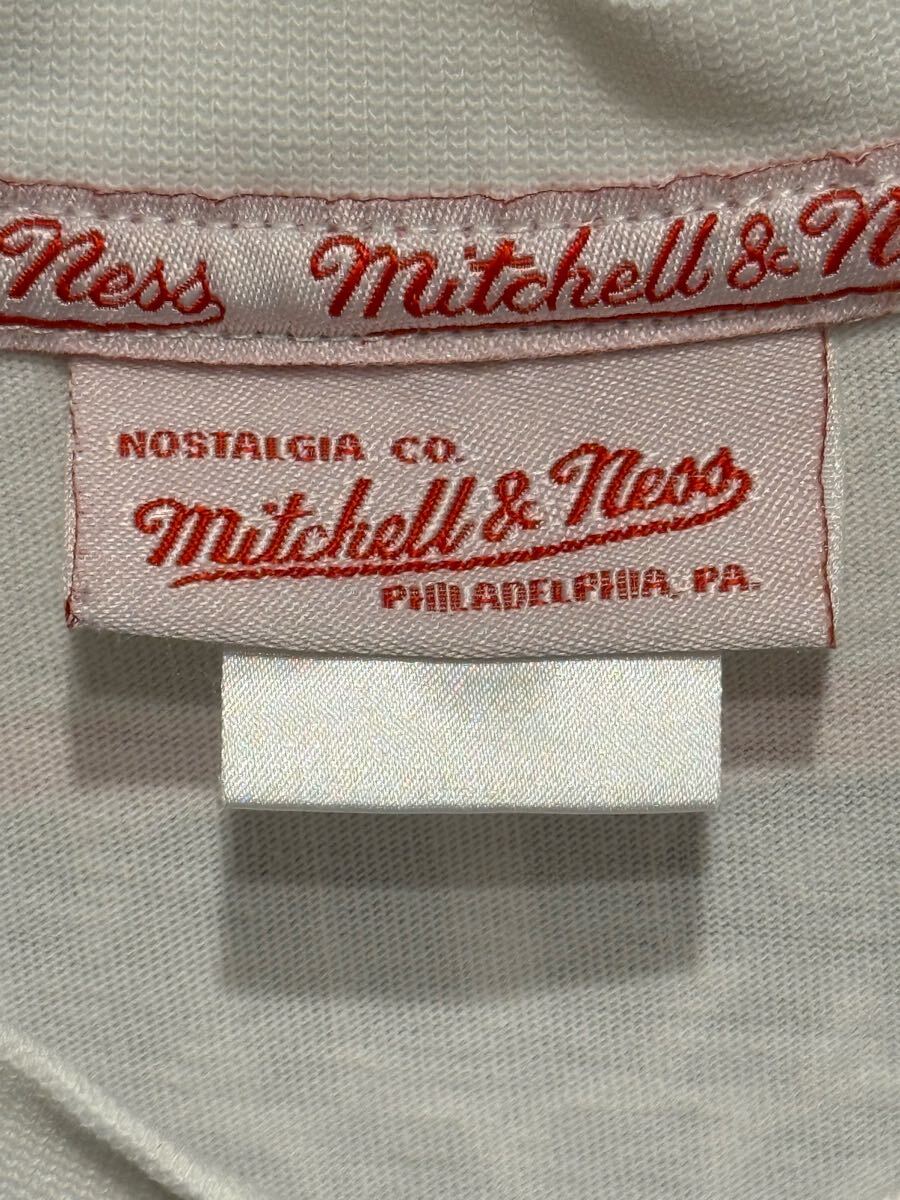 Ness Mitchell & N
NOSTALGIA CO.
Mitchell & Ness
PHILADELPHIA, PA.